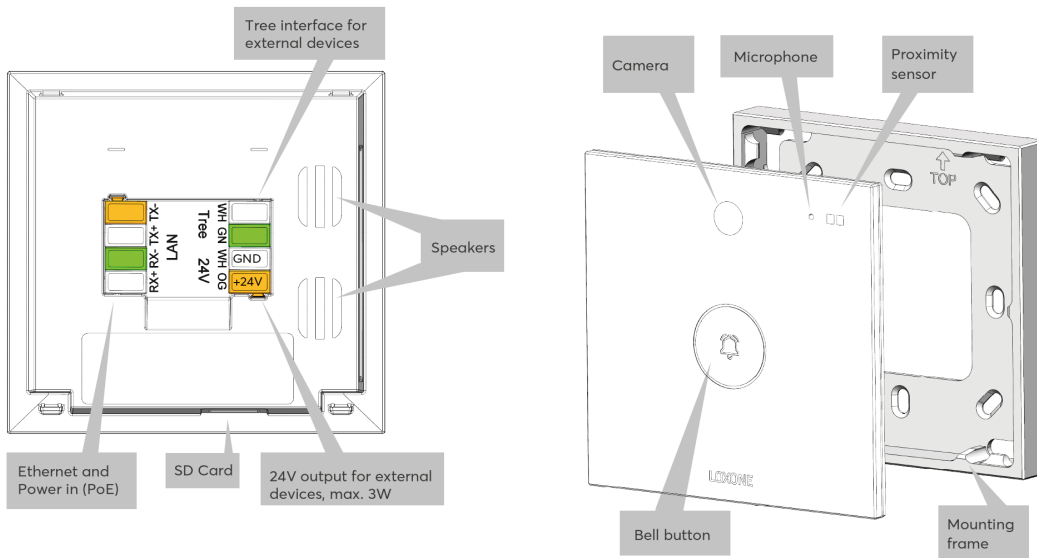 Tree interface for
external devices
TX-
TX+
RX-
RX+
LAN
Tree
24V
WH
GN
WH
OG
GND
+24V
Speakers
Ethernet and
Power in (PoE)
SD Card
24V output for external
devices, max. 3W
Camera
Microphone
Proximity
sensor
TOP
LOXONE
Bell button
Mounting
frame